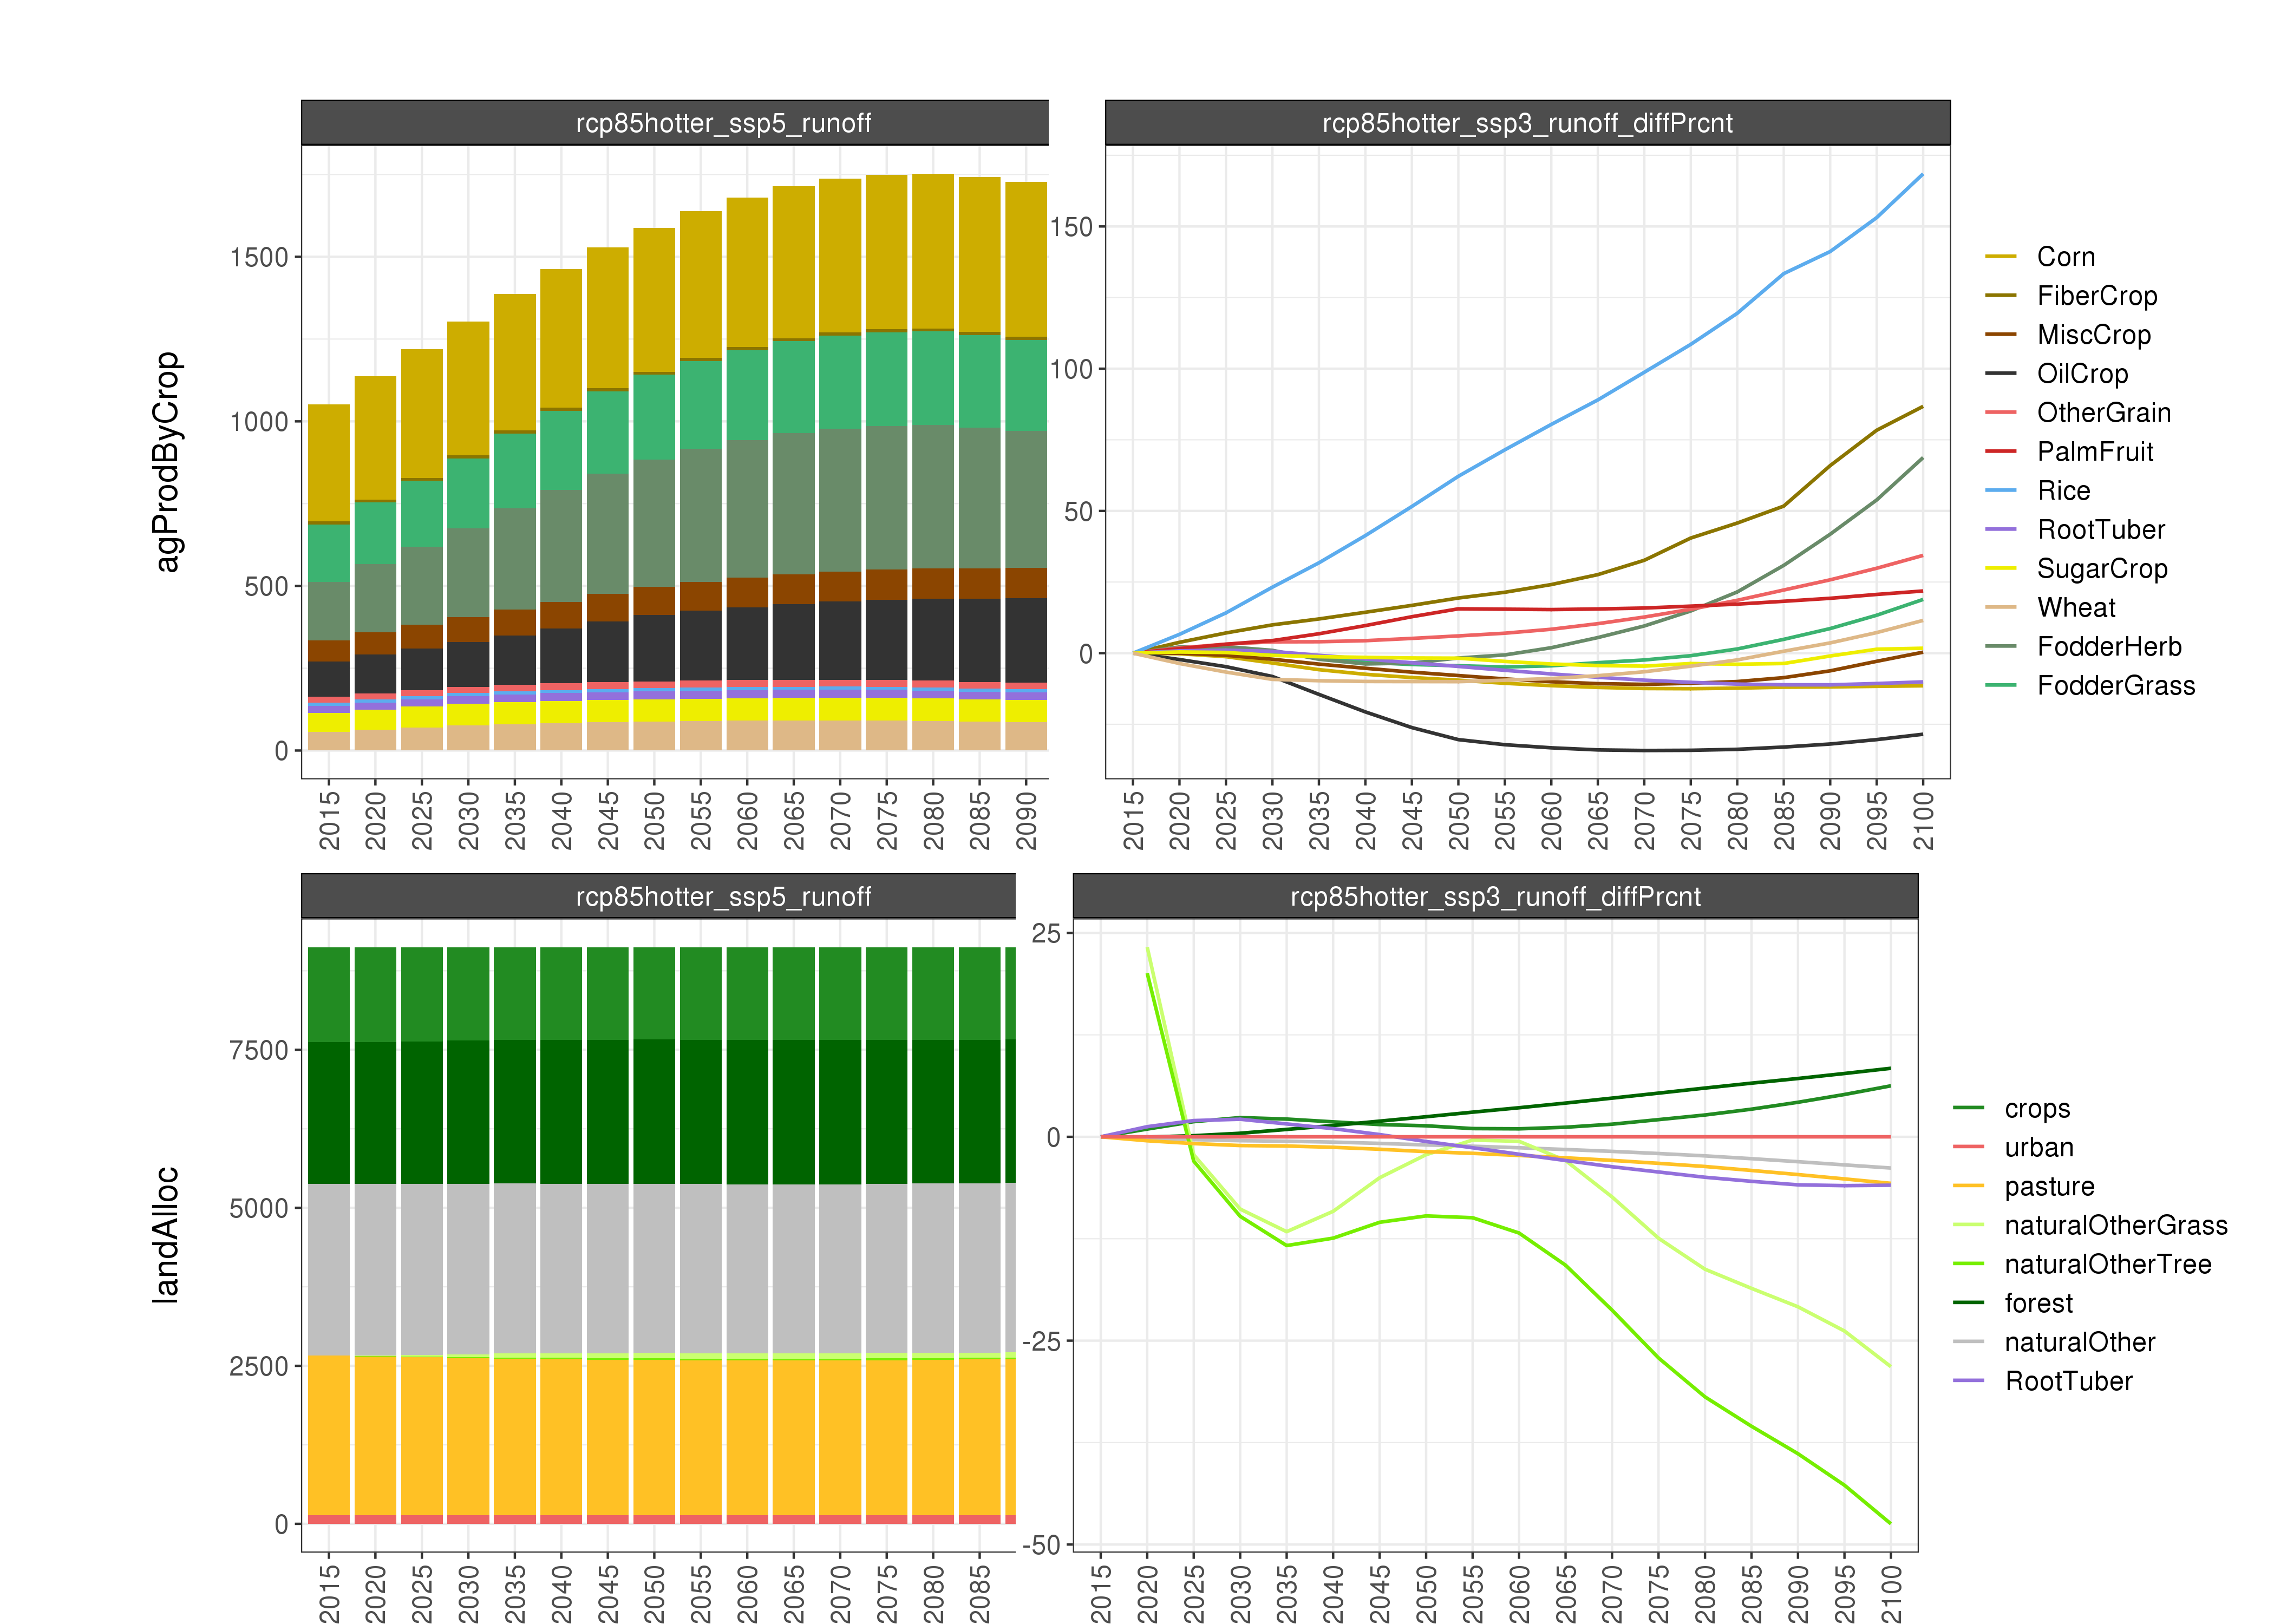 rcp85hotter_ssp5_runoff
rcp85hotter_ssp3_runoff_diffPrcnt
agProdByCrop
1500
1000
500
0
2015 2020 2025 2030 2035 2040 2045 2050 2055 2060 2065 2070 2075 2080 2085 2090
150
100
50
0
2015 2020 2025 2030 2035 2040 2045 2050 2055 2060 2065 2070 2075 2080 2085 2090 2095 2100
Corn
FiberCrop
MiscCrop
OilCrop
OtherGrain
PalmFruit
Rice
RootTuber
SugarCrop
Wheat
FodderHerb
FodderGrass
rcp85hotter_ssp5_runoff
rcp85hotter_ssp3_runoff_diffPrcnt
landAlloc
7500
5000
2500
0
2015 2020 2025 2030 2035 2040 2045 2050 2055 2060 2065 2070 2075 2080 2085
25
0
-25
-50
2015 2020 2025 2030 2035 2040 2045 2050 2055 2060 2065 2070 2075 2080 2085 2090 2095 2100
crops
urban
pasture
naturalOtherGrass
naturalOtherTree
forest
naturalOther
RootTuber